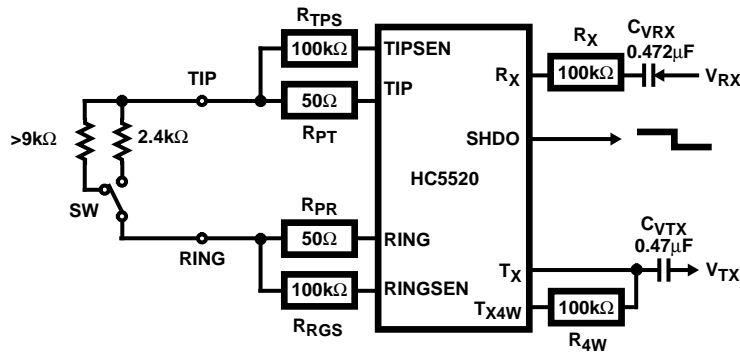 RTPS
100kΩ
TIPSEN
TIP
50Ω
TIP
RPT
>9kΩ
2.4kΩ
SW
RPR
50Ω
RING
RING
100kΩ
RINGSEN
RRGS
HC5520
RX
RX
100kΩ
CVRX
0.472µF
VRX
SHDO
CVTX
0.47µF
TX
VTX
TX4W
100kΩ
R4W